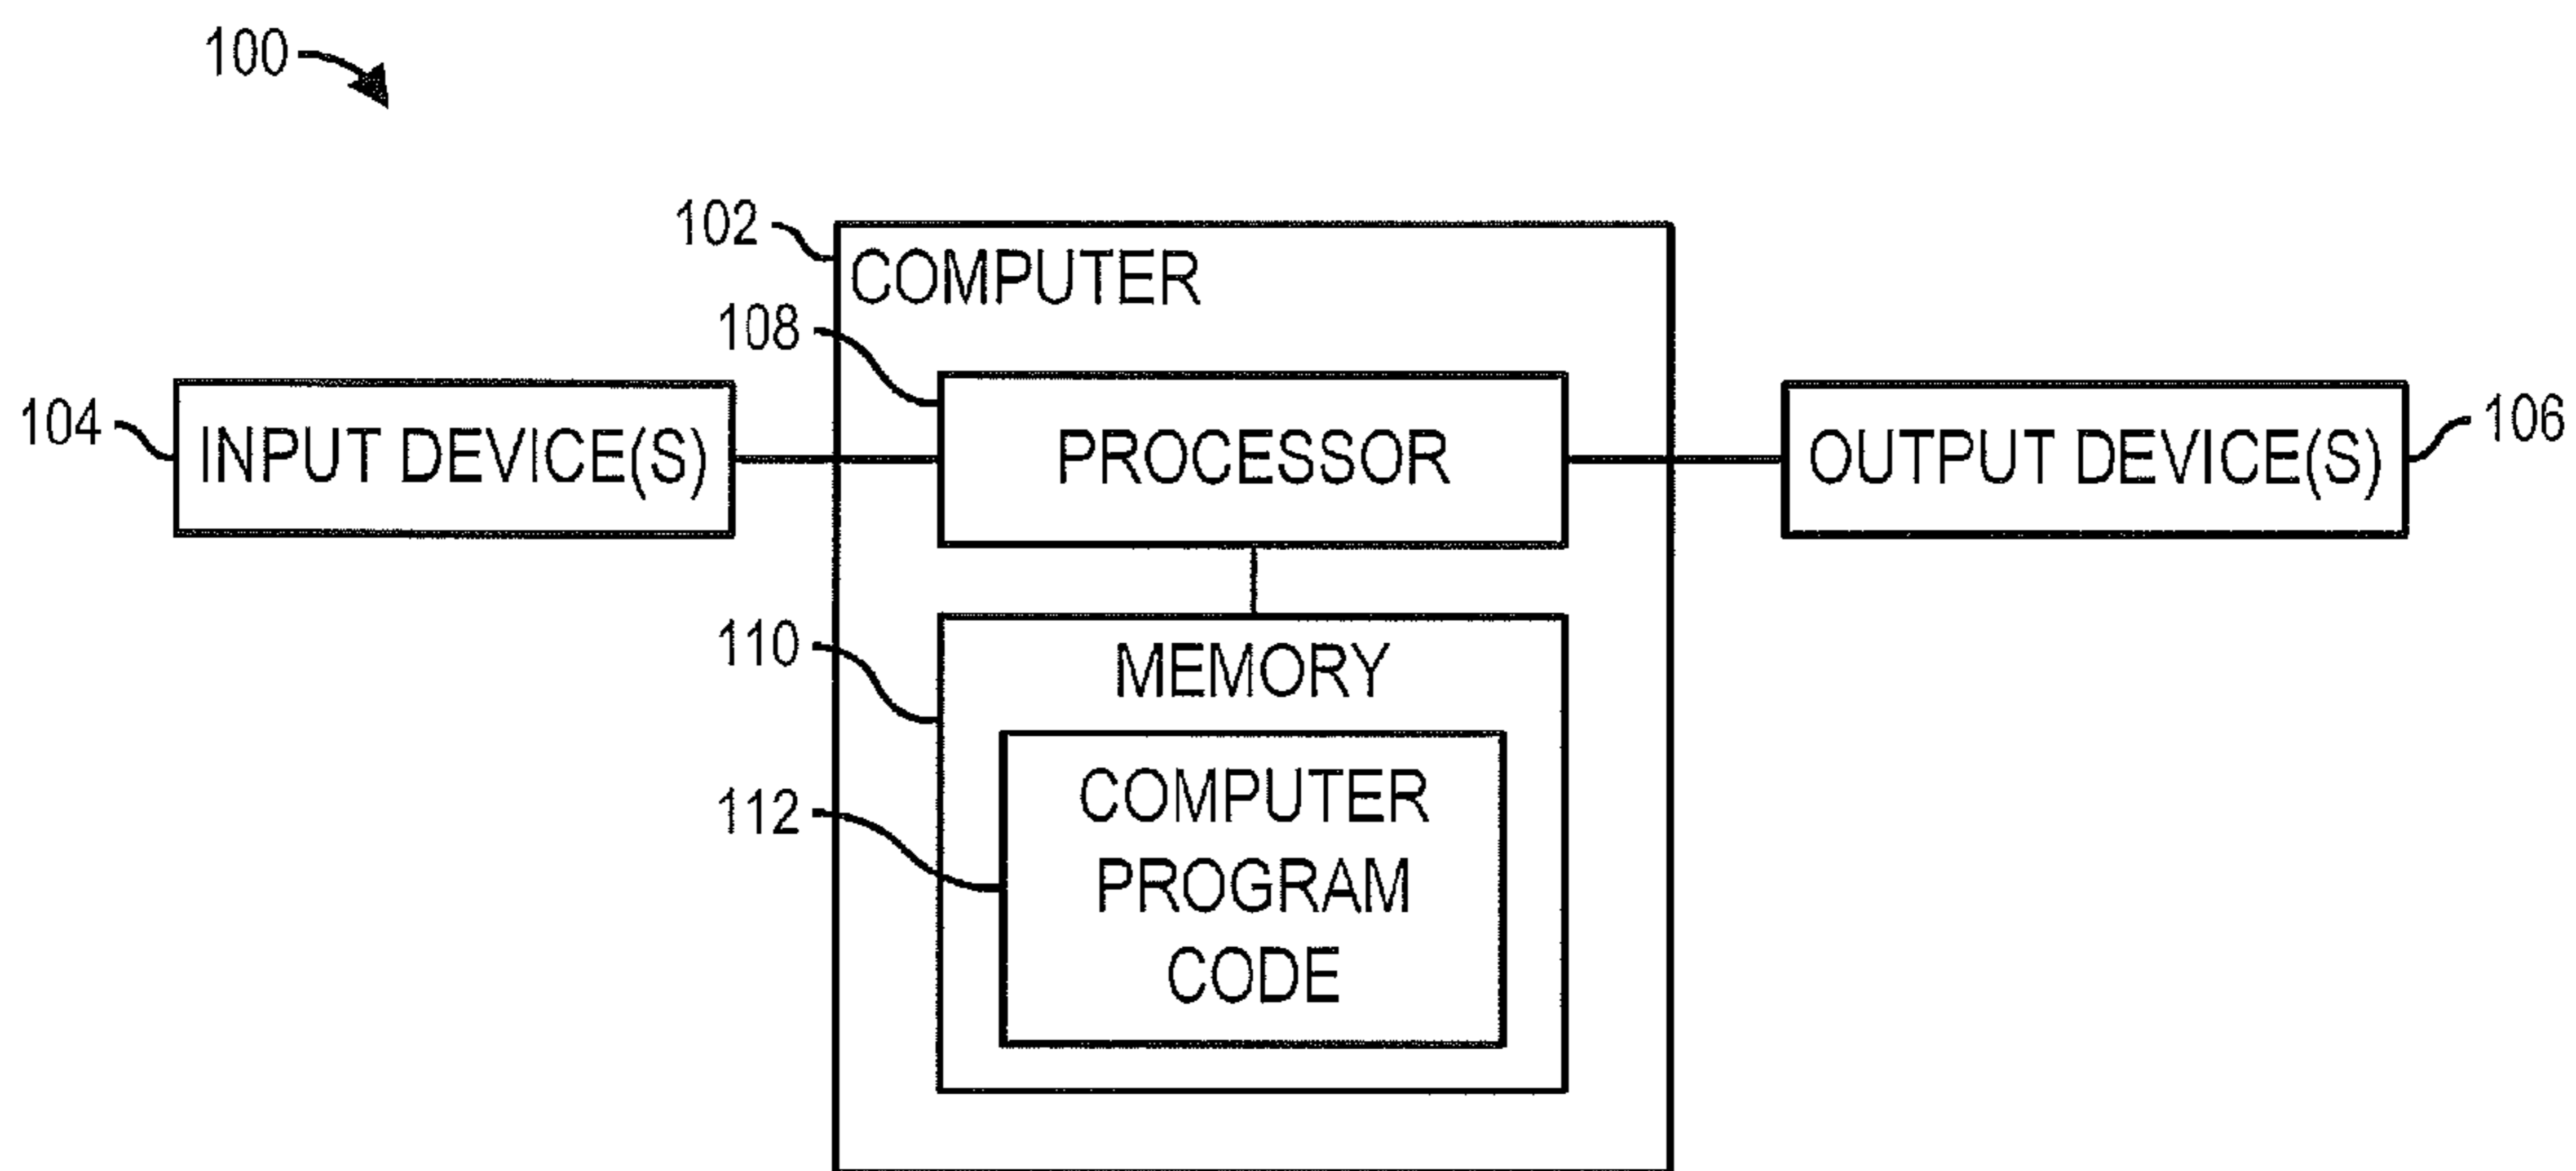 100
102
COMPUTER
108
104
INPUT DEVICE(S)
PROCESSOR
OUTPUT DEVICE(S)
106
110
MEMORY
112
COMPUTER
PROGRAM
CODE